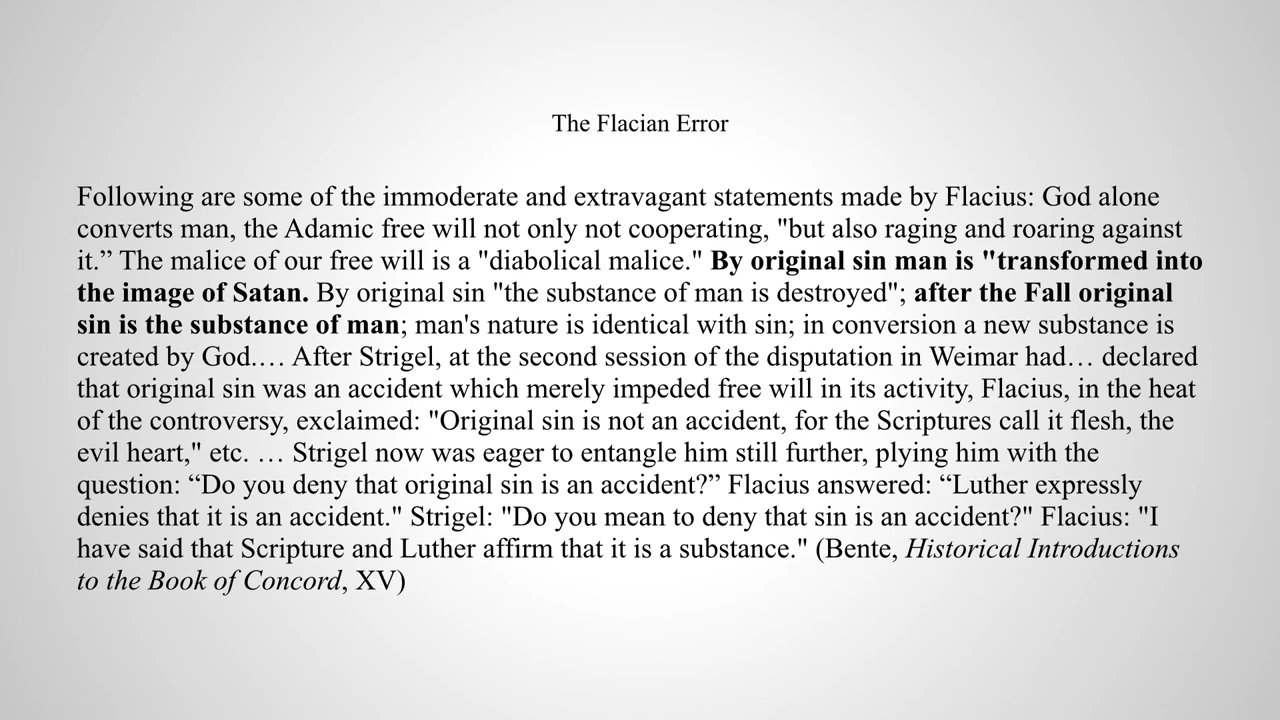 The Flacian Error
Following are some of the immoderate and extravagant statements made by Flacius: God alone
converts man, the Adamic free will not only not cooperating, "but also raging and roaring against
it.” The malice of our free will is a "diabolical malice." By original sin man is "transformed into
the image of Satan. By original sin "the substance of man is destroyed"; after the Fall original
sin is the substance of man; man's nature is identical with sin; in conversion a new substance is
created by God.… After Strigel, at the second session of the disputation in Weimar had… declared
that original sin was an accident which merely impeded free will in its activity, Flacius, in the heat
of the controversy, exclaimed: "Original sin is not an accident, for the Scriptures call it flesh, the
evil heart," etc. … Strigel now was eager to entangle him still further, plying him with the
question: “Do you deny that original sin is an accident?” Flacius answered: “Luther expressly
denies that it is an accident." Strigel: "Do you mean to deny that sin is an accident?" Flacius: "I
have said that Scripture and Luther affirm that it is a substance." (Bente, Historical Introductions
to the Book of Concord, XV)